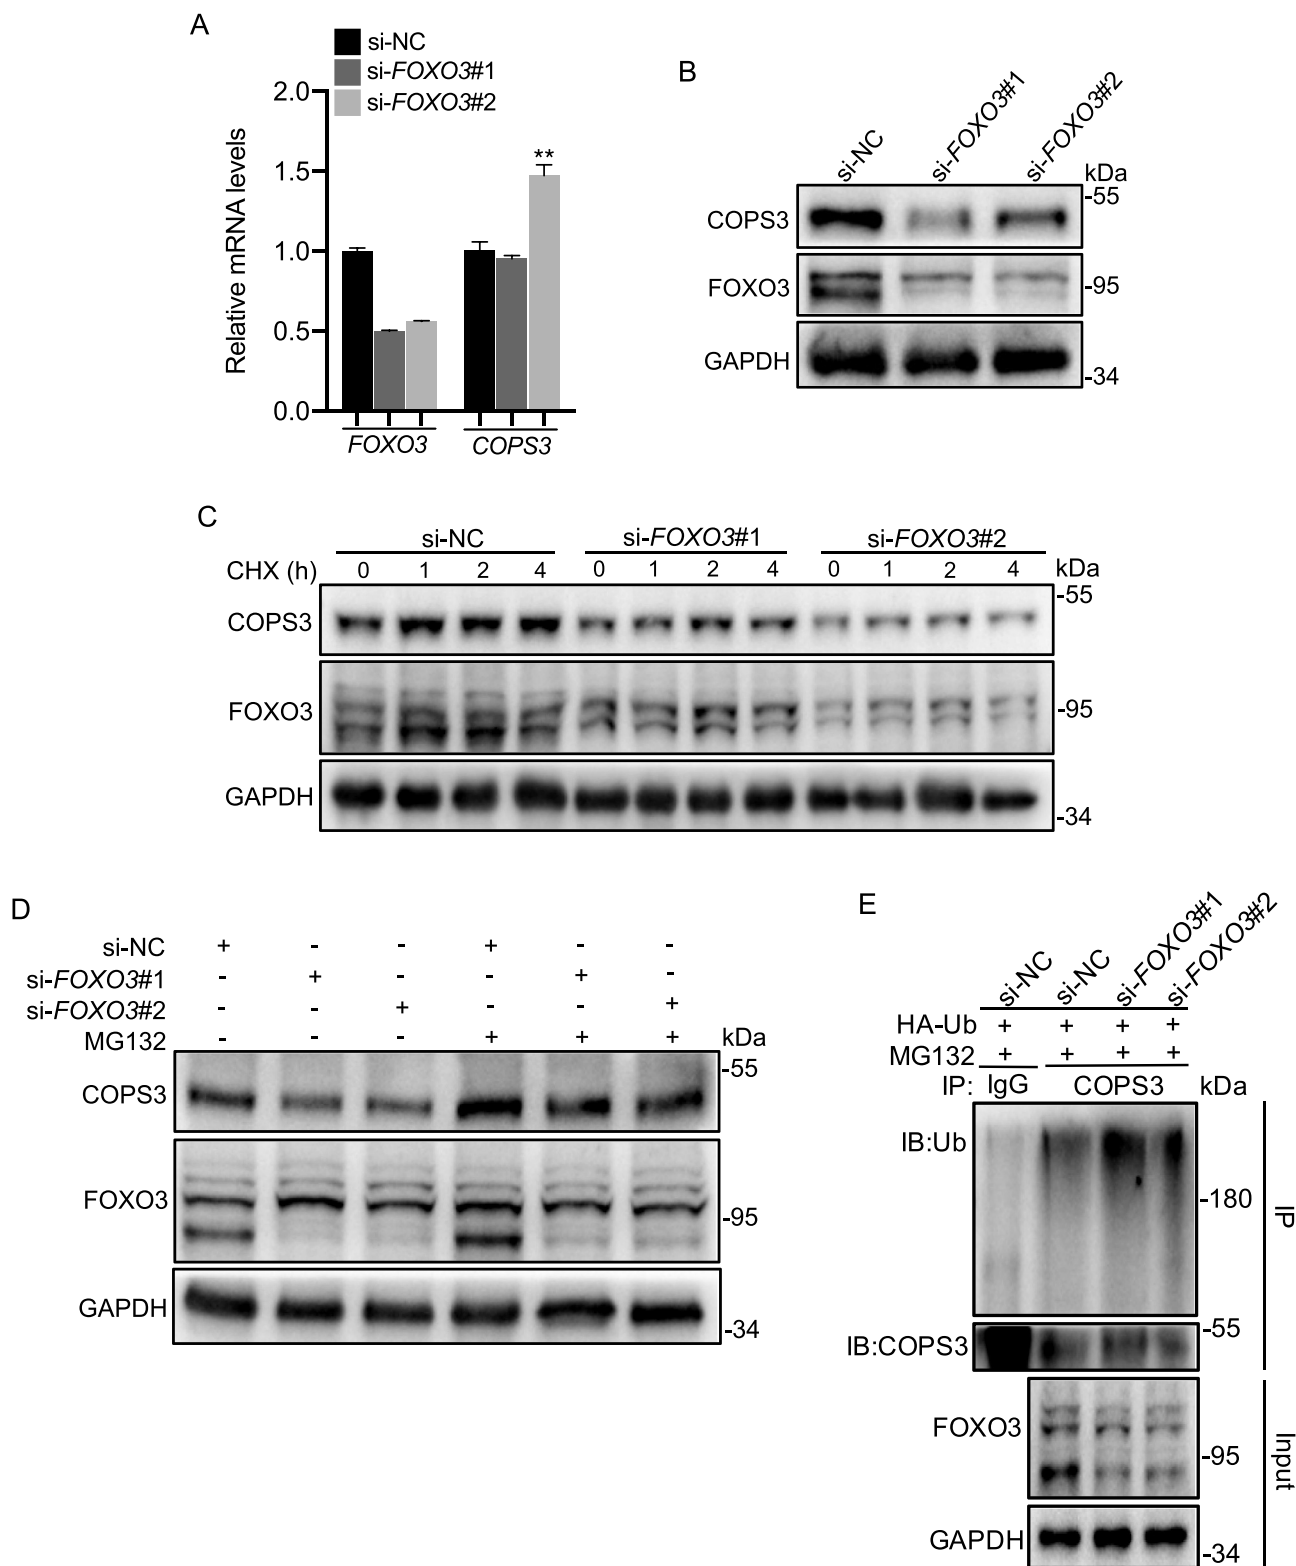 A
si-NC
si-FOXO3#1
si-FOXO3#2
Relative mRNA levels
2.0
1.5
1.0
0.5
0.0
**
FOXO3 COPS3
B
si-NC si-FOXO3#1 si-FOXO3#2
kDa
COPS3 -55
FOXO3 -95
GAPDH -34
C
si-NC si-FOXO3#1 si-FOXO3#2
CHX (h) 0 1 2 4 0 1 2 4 0 1 2 4 kDa
COPS3 -55
FOXO3 -95
GAPDH -34
D
si-NC + - - + - -
si-FOXO3#1 - + - - + -
si-FOXO3#2 - - + - - +
MG132 - - - + + + kDa
COPS3 -55
FOXO3 -95
GAPDH -34
E
si-NC si-NC si-FOXO3#1 si-FOXO3#2
HA-Ub + + + +
MG132 + + + +
IP: IgG COPS3 kDa
IB:Ub -180
IB:COPS3 -55
IP
FOXO3 -95
GAPDH -34
Input